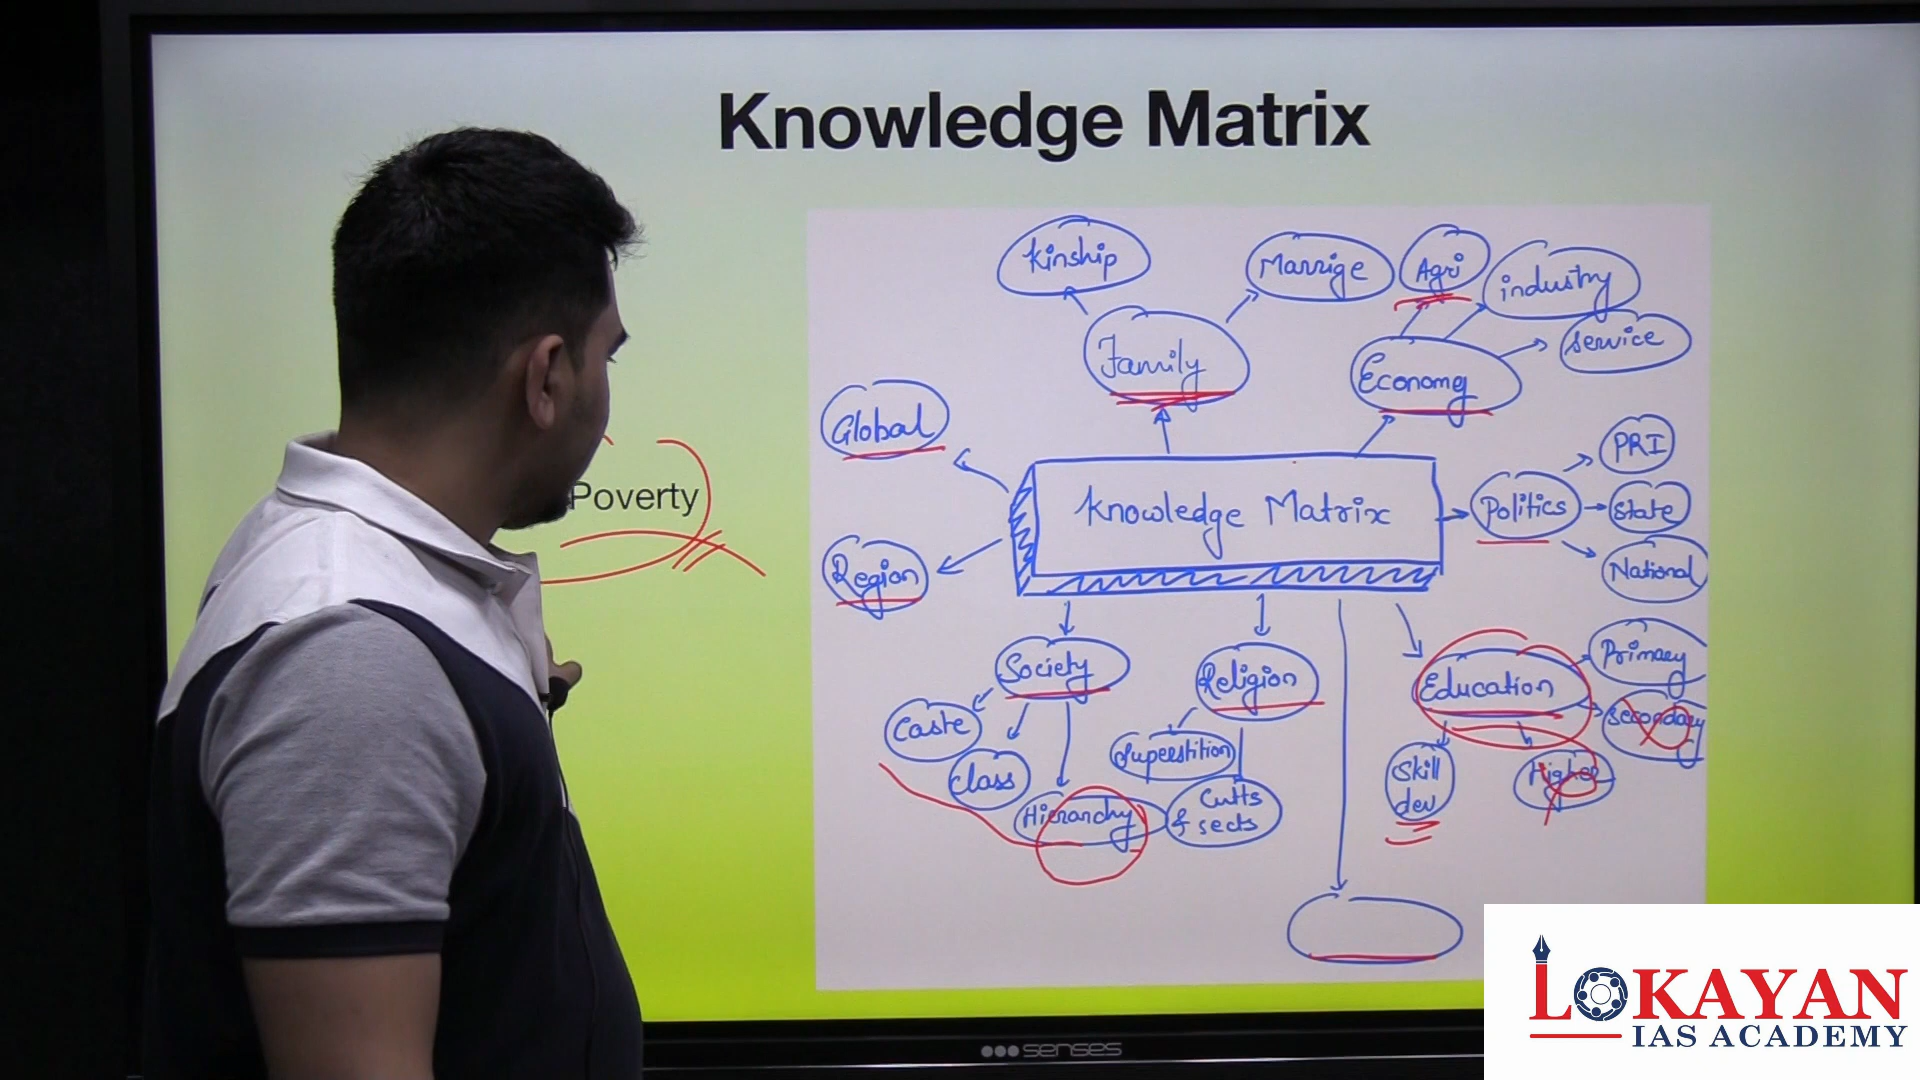 Knowledge Matrix
Kinship
Marrige
Agri
industry
service
Family
Economy
Global
Poverty
Knowledge Matrix
Politics
PRI
State
National
Region
Society
Religion
Education
Primary
Secondary
Caste
Class
Hierarchy
Superstition
Cults
& sects
Skill
dev
Higher
senses
LOKAYAN
IAS ACADEMY